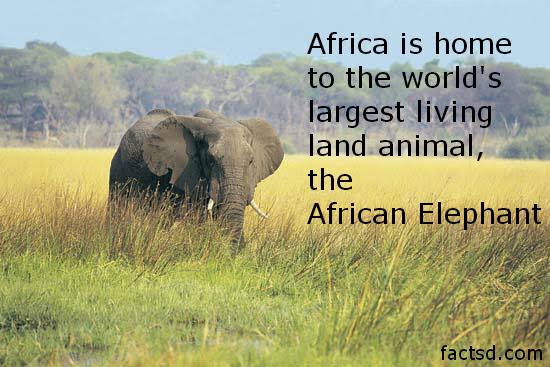 Africa is home
to the world's
largest living
land animal,
the
African Elephant
factsd.com